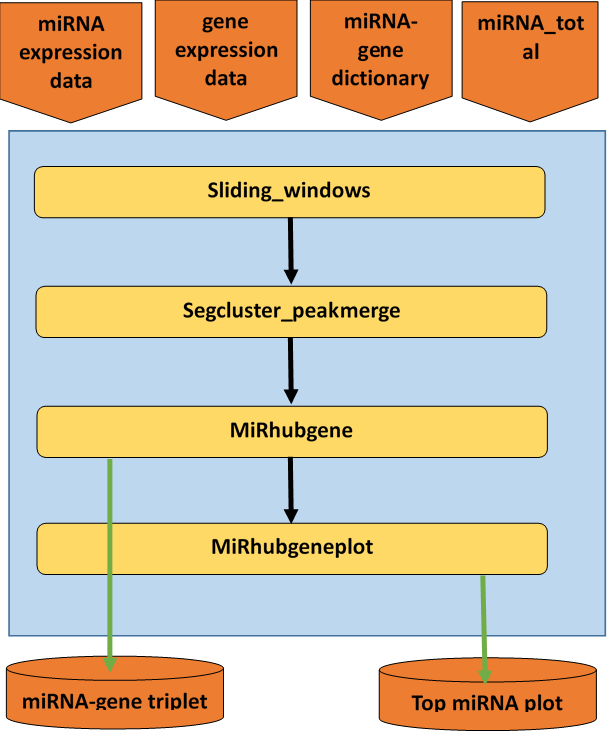 miRNA
expression
data
gene
expression
data
miRNA-
gene
dictionary
miRNA_tot
al
Sliding_windows
Segcluster_peakmerge
MiRhubgene
MiRhubgeneplot
miRNA-gene triplet
Top miRNA plot